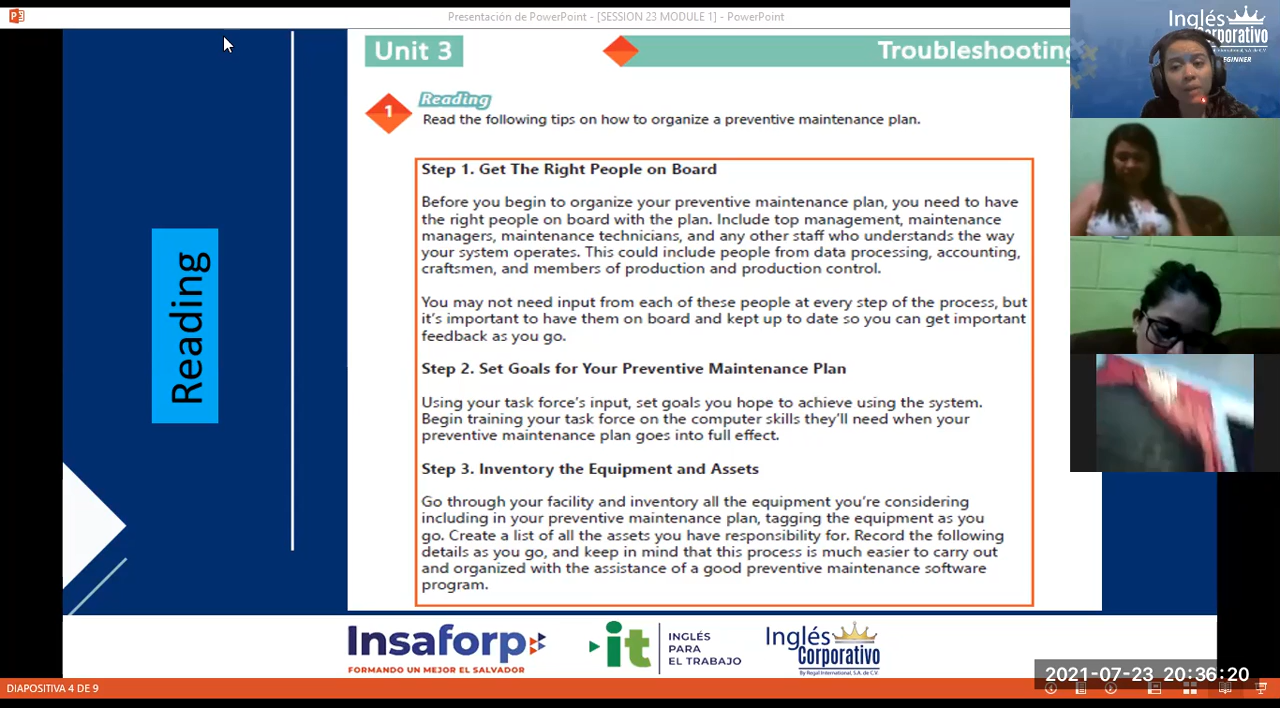 Presentación de PowerPoint - [SESSION 23 MODULE 1] - PowerPoint
Unit 3
Troubleshooting
Inglés
Corporativo
BEGINNER
1
Reading
Read the following tips on how to organize a preventive maintenance plan.
Step 1. Get The Right People on Board
Before you begin to organize your preventive maintenance plan, you need to have
the right people on board with the plan. Include top management, maintenance
managers, maintenance technicians, and any other staff who understands the way
your system operates. This could include people from data processing, accounting,
craftsmen, and members of production and production control.
You may not need input from each of these people at every step of the process, but
it's important to have them on board and kept up to date so you can get important
feedback as you go.
Step 2. Set Goals for Your Preventive Maintenance Plan
Using your task force's input, set goals you hope to achieve using the system.
Begin training your task force on the computer skills they'll need when your
preventive maintenance plan goes into full effect.
Step 3. Inventory the Equipment and Assets
Go through your facility and inventory all the equipment you're considering
including in your preventive maintenance plan, tagging the equipment as you
go. Create a list of all the assets you have responsibility for. Record the following
details as you go, and keep in mind that this process is much easier to carry out
and organized with the assistance of a good preventive maintenance software
program.
Reading
Insaforp
FORMANDO UN MEJOR EL SALVADOR
it
INGLÉS
PARA
EL TRABAJO
Inglés
Corporativo
By Regal International, S.A. de C.V.
2021-07-23 20:36:20
DIAPOSITIVA 4 DE 9